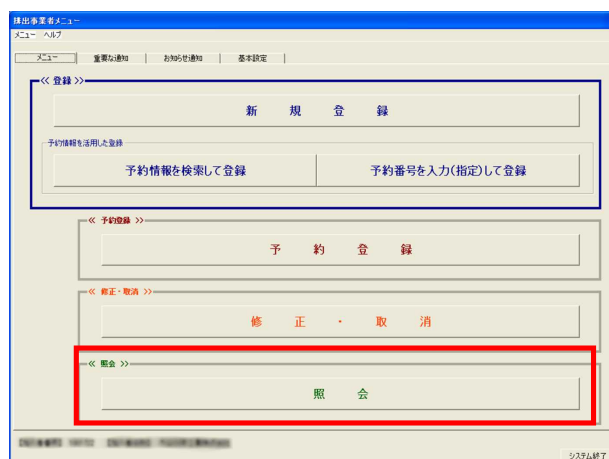 排出事業者メニュー
メニュー ヘルプ
メニュー 重要な通知 お知らせ通知 基本設定
≪ 登録 ≫
新 規 登 録
予約情報を活用した登録
予約情報を検索して登録 予約番号を入力(指定)して登録
≪ 予約登録 ≫
予 約 登 録
≪ 修正・取消 ≫
修 正 ・ 取 消
≪ 照会 ≫
照 会
システム終了